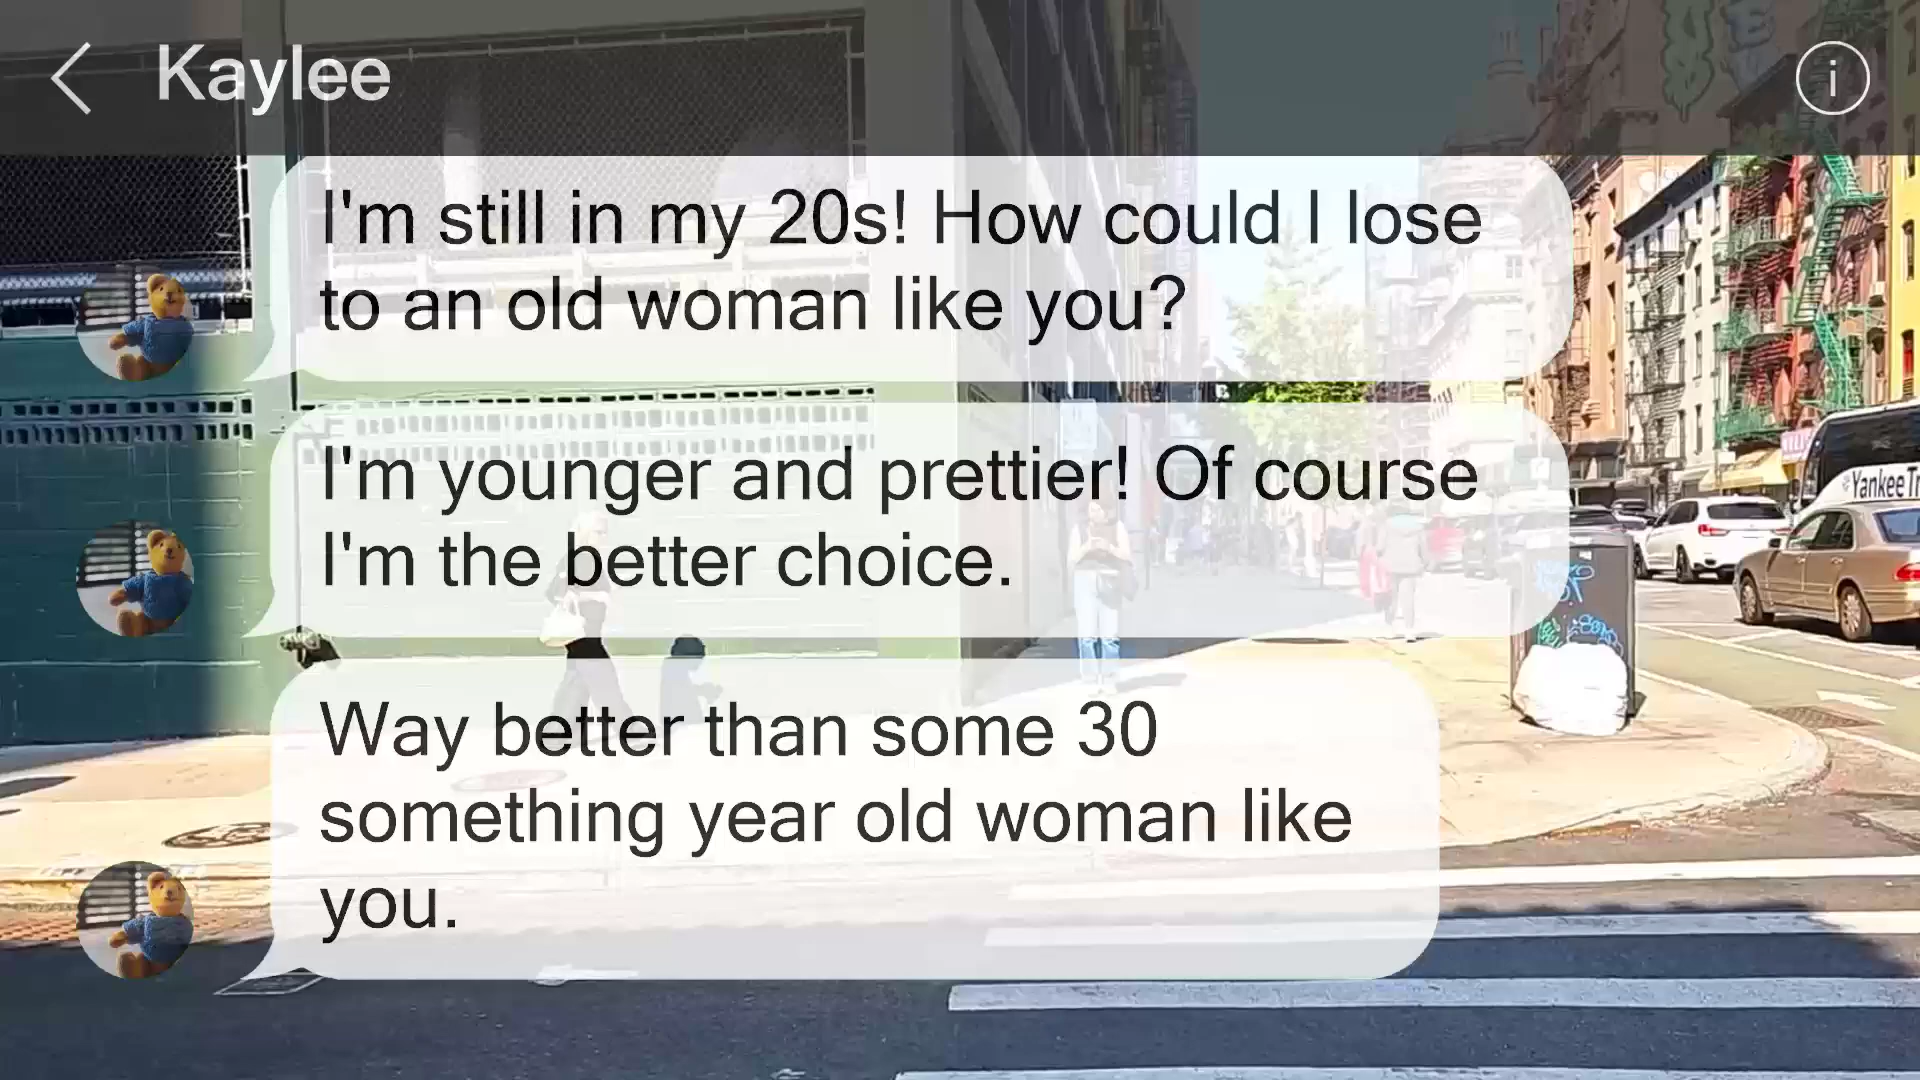 Kaylee
I'm still in my 20s! How could I lose
to an old woman like you?
I'm younger and prettier! Of course
I'm the better choice.
Way better than some 30
something year old woman like
you.
YankeeTr